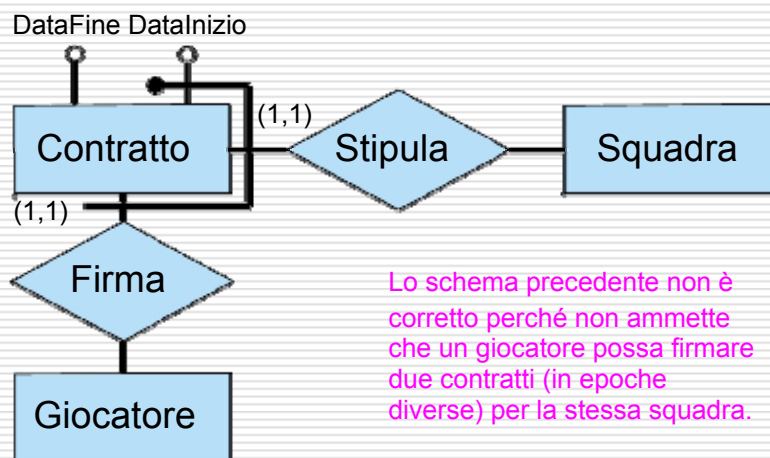 DataFine DataInizio
(1,1)
Contratto
Stipula
Squadra
(1,1)
Firma
Lo schema precedente non è
corretto perché non ammette
che un giocatore possa firmare
due contratti (in epoche
diverse) per la stessa squadra.
Giocatore